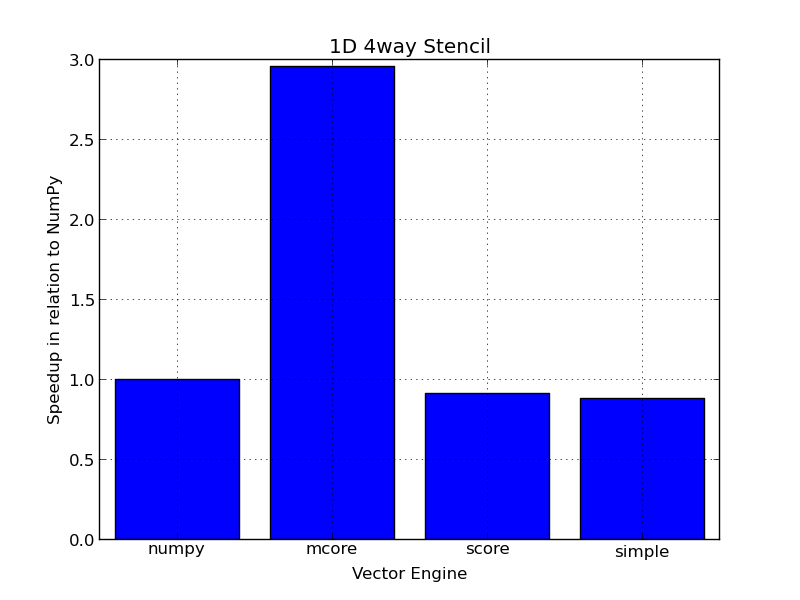 1D 4way Stencil
3.0
2.5
2.0
1.5
1.0
0.5
0.0
Speedup in relation to NumPy
numpy mcore score simple
Vector Engine